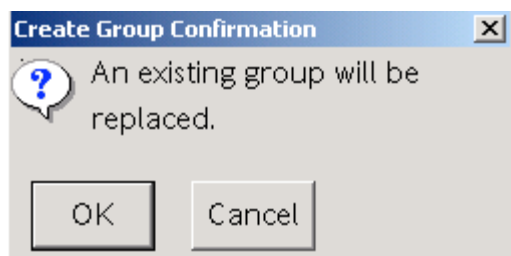 Create Group Confirmation
An existing group will be
replaced.
OK Cancel